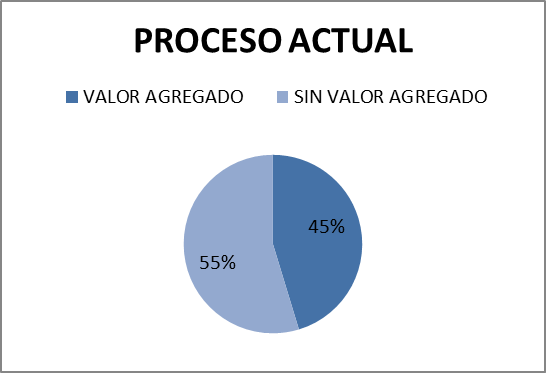 PROCESO ACTUAL
VALOR AGREGADO SIN VALOR AGREGADO
45%
55%